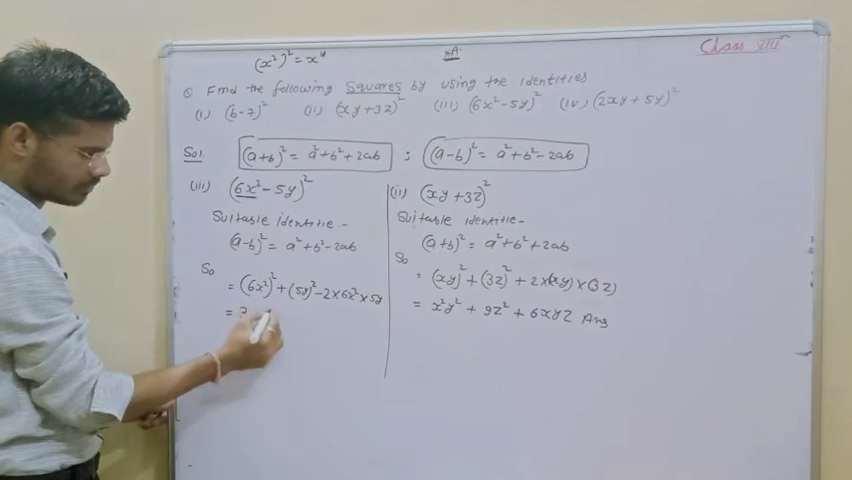 (x²)² = x⁴
Class VIII
Q Find the following Squares by using the identities
(i) (b-7)² (ii) (xy+3z)² (iii) (6x²-5y)² (iv) (2xy+5y)²
Sol (a+b)² = a²+b²+2ab ; (a-b)² = a²+b²-2ab
(iii) (6x²-5y)²
Suitable identitie-
(a-b)² = a²+b²-2ab
So
= (6x²)²+(5y)²-2×6x²×5y
= 3
(ii) (xy+3z)²
Suitable identitie-
(a+b)² = a²+b²+2ab
So
= (xy)²+(3z)²+2×(xy)×(3z)
= x²y² + 9z² + 6xyz Ans